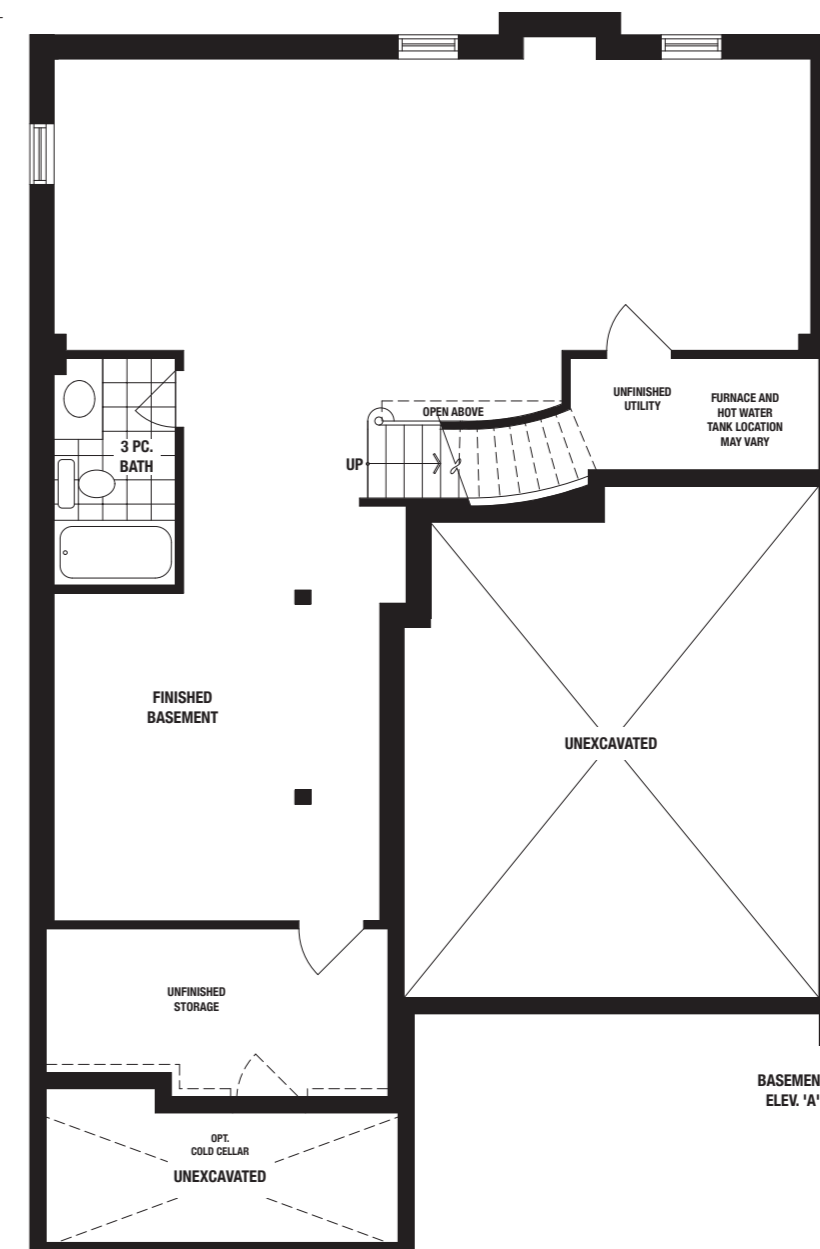 OPEN ABOVE
UNFINISHED
UTILITY
FURNACE AND
HOT WATER
TANK LOCATION
MAY VARY
3 PC.
BATH
UP
FINISHED
BASEMENT
UNEXCAVATED
UNFINISHED
STORAGE
BASEMEN
ELEV. 'A'
OPT.
COLD CELLAR
UNEXCAVATED